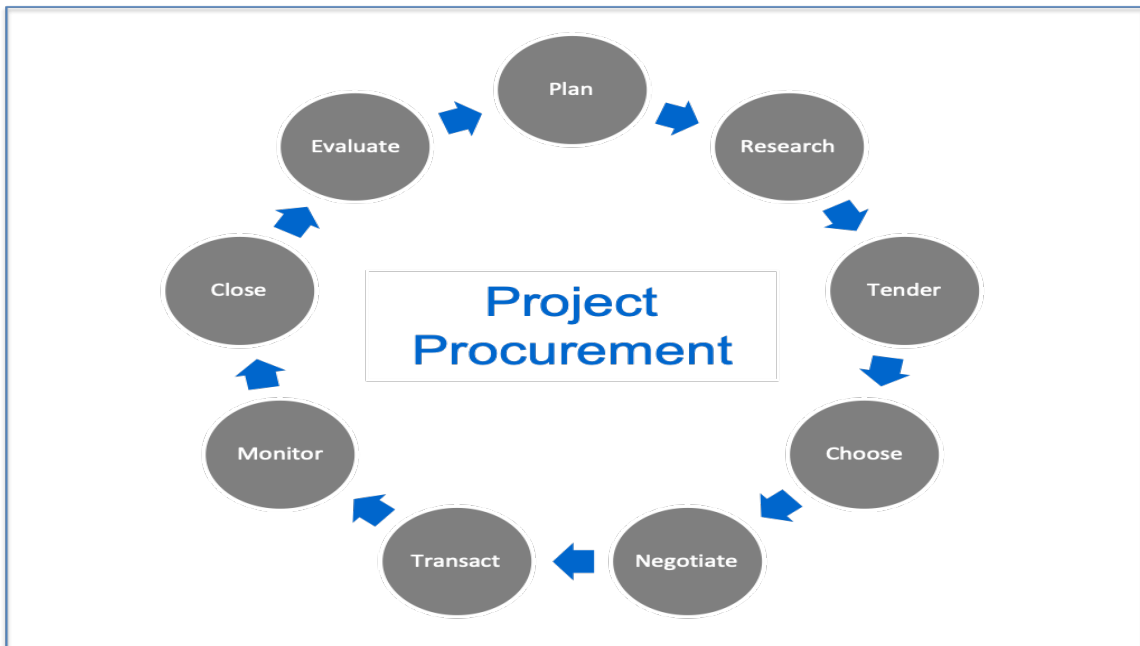 Plan
Research
Tender
Choose
Negotiate
Transact
Monitor
Close
Evaluate
Project
Procurement